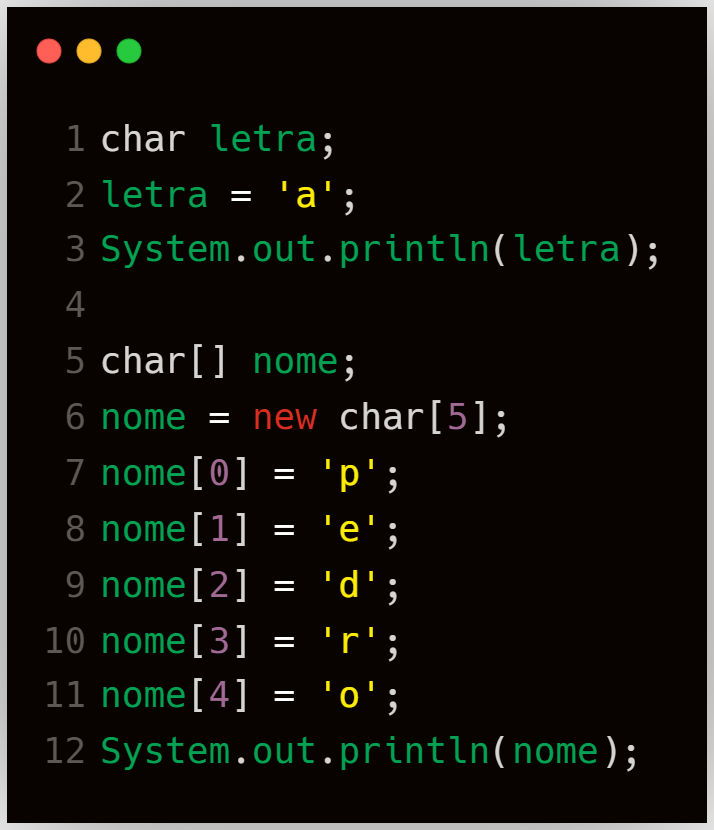 1 char letra;
2 letra = 'a';
3 System.out.println(letra);
4
5 char[] nome;
6 nome = new char[5];
7 nome[0] = 'p';
8 nome[1] = 'e';
9 nome[2] = 'd';
10 nome[3] = 'r';
11 nome[4] = 'o';
12 System.out.println(nome);